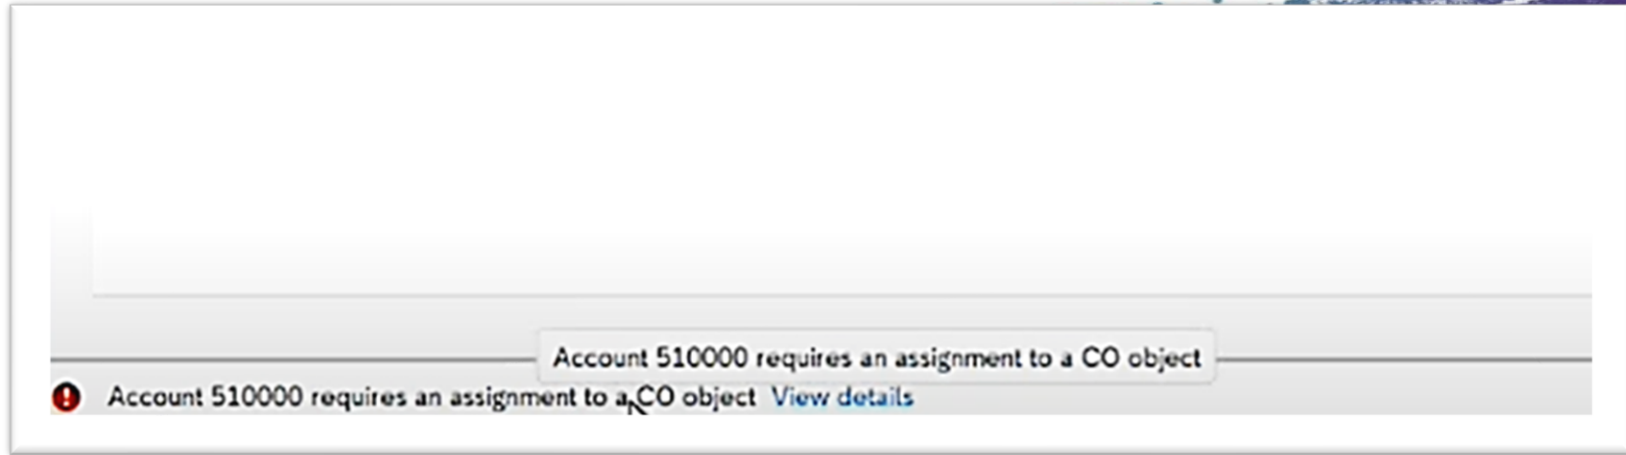 Account 510000 requires an assignment to a CO object
Account 510000 requires an assignment to a CO object View details